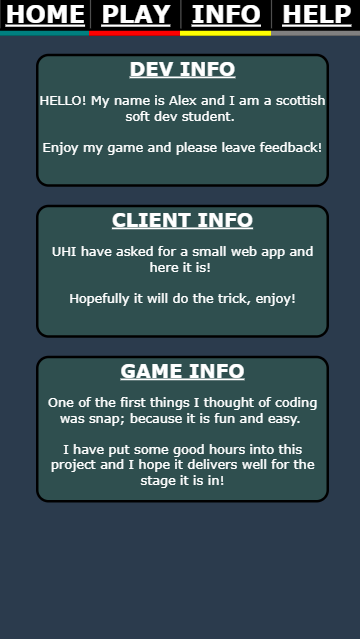 HOME PLAY INFO HELP
DEV INFO
HELLO! My name is Alex and I am a scottish
soft dev student.
Enjoy my game and please leave feedback!
CLIENT INFO
UHI have asked for a small web app and
here it is!
Hopefully it will do the trick, enjoy!
GAME INFO
One of the first things I thought of coding
was snap; because it is fun and easy.
I have put some good hours into this
project and I hope it delivers well for the
stage it is in!